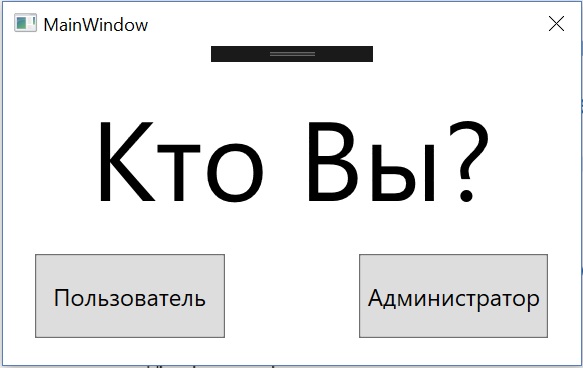 MainWindow
Кто Вы?
Пользователь
Администратор